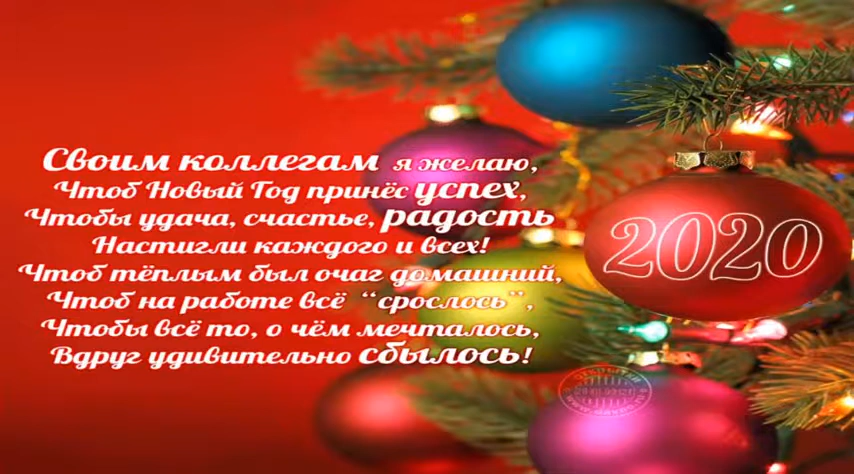 Своим коллегам я желаю,
Чтоб Новый Год принёс успех,
Чтобы удача, счастье, радость
Настигли каждого и всех!
Чтоб тёплым был очаг домашний,
Чтоб на работе всё “срослось”,
Чтобы всё то, о чём мечталось,
Вдруг удивительно сбылось!
2020